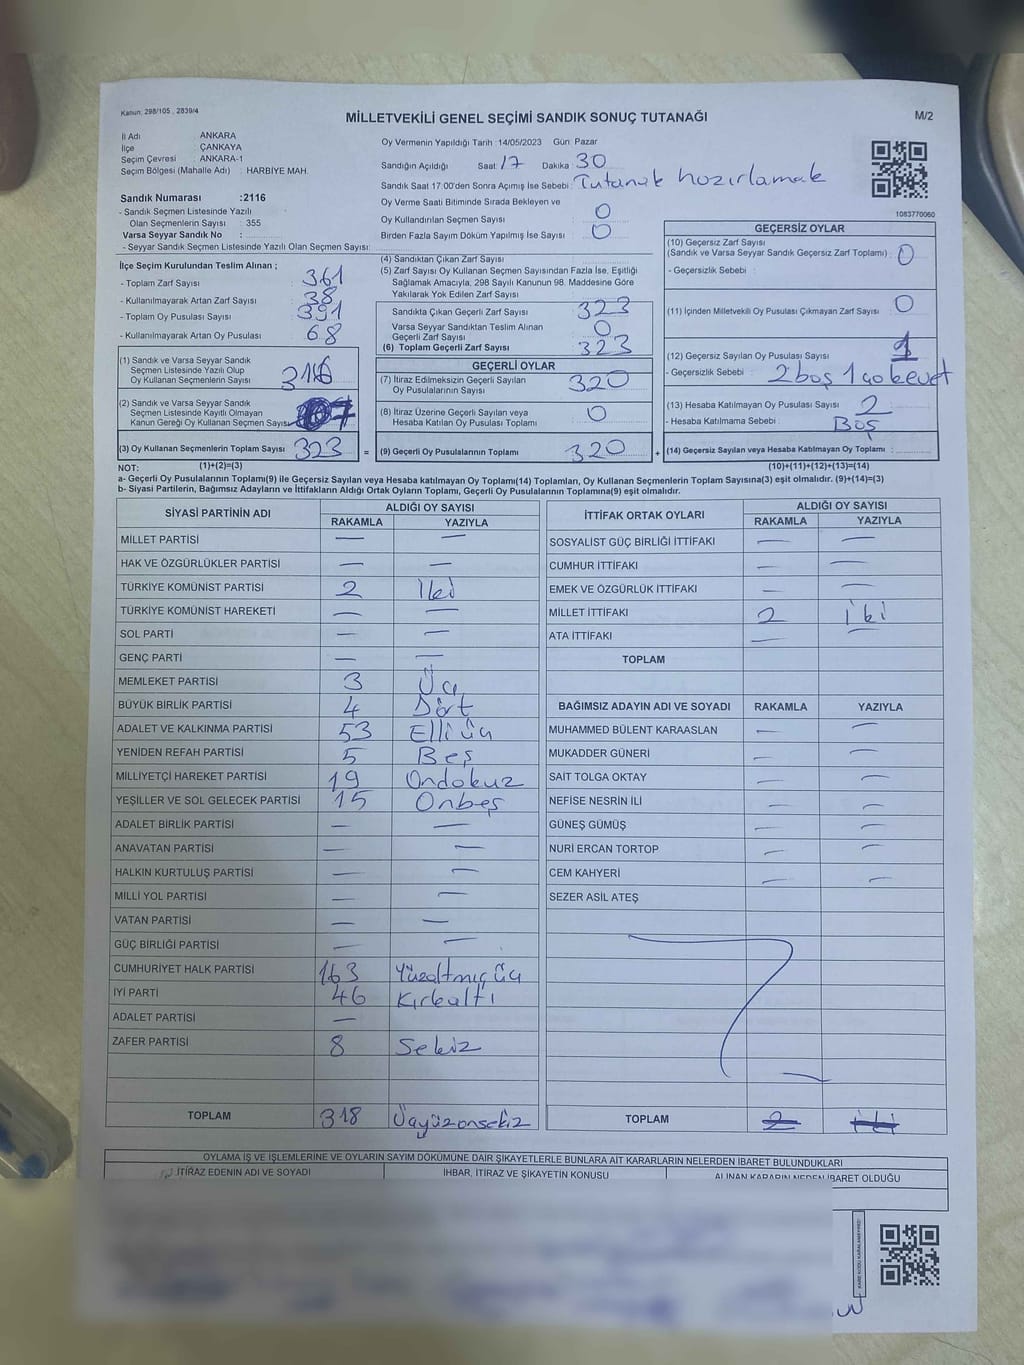 Kanun, 298/105 , 2839/4
MİLLETVEKİLİ GENEL SEÇİMİ SANDIK SONUÇ TUTANAĞI
M/2
İl Adı ANKARA
İlçe ÇANKAYA
Seçim Çevresi ANKARA-1
Seçim Bölgesi (Mahalle Adı) : HARBİYE MAH.
Sandık Numarası :2116
- Sandık Seçmen Listesinde Yazılı
Olan Seçmenlerin Sayısı : 355
Varsa Seyyar Sandık No :
- Seyyar Sandık Seçmen Listesinde Yazılı Olan Seçmen Sayısı:
Oy Vermenin Yapıldığı Tarih :14/05/2023 Gün: Pazar
Sandığın Açıldığı Saat: 17 Dakika: 30
Sandık Saat 17:00'den Sonra Açımış İse Sebebi: Tutanak hazırlamak
Oy Verme Saati Bitiminde Sırada Bekleyen ve
Oy Kullandırılan Seçmen Sayısı : 0
Birden Fazla Sayım Döküm Yapılmış İse Sayısı : 0
1083770060
İlçe Seçim Kurulundan Teslim Alınan ;
- Toplam Zarf Sayısı : 361
- Kullanılmayarak Artan Zarf Sayısı : 38
- Toplam Oy Pusulası Sayısı : 391
- Kullanılmayarak Artan Oy Pusulası : 68
(1) Sandık ve Varsa Seyyar Sandık
Seçmen Listesinde Yazılı Olup
Oy Kullanan Seçmenlerin Sayısı : 316
(2) Sandık ve Varsa Seyyar Sandık
Seçmen Listesinde Kayıtlı Olmayan
Kanun Gereği Oy Kullanan Seçmen Sayısı: 7
(3) Oy Kullanan Seçmenlerin Toplam Sayısı : 323
=
(4) Sandıktan Çıkan Zarf Sayısı :
(5) Zarf Sayısı Oy Kullanan Seçmen Sayısından Fazla İse, Eşitliği
Sağlamak Amacıyla, 298 Sayılı Kanunun 98. Maddesine Göre
Yakılarak Yok Edilen Zarf Sayısı :
Sandıkta Çıkan Geçerli Zarf Sayısı : 323
Varsa Seyyar Sandıktan Teslim Alınan
Geçerli Zarf Sayısı : 0
(6) Toplam Geçerli Zarf Sayısı : 323
GEÇERLİ OYLAR
(7) İtiraz Edilmeksizin Geçerli Sayılan
Oy Pusulalarının Sayısı : 320
(8) İtiraz Üzerine Geçerli Sayılan veya
Hesaba Katılan Oy Pusulası Toplamı : 0
(9) Geçerli Oy Pusulalarının Toplamı : 320
+
GEÇERSİZ OYLAR
(10) Geçersiz Zarf Sayısı
(Sandık ve Varsa Seyyar Sandık Geçersiz Zarf Toplamı) : 0
- Geçersizlik Sebebi :
(11) İçinden Milletvekili Oy Pusulası Çıkmayan Zarf Sayısı : 0
(12) Geçersiz Sayılan Oy Pusulası Sayısı : 1
- Geçersizlik Sebebi : 2 boş 1
(13) Hesaba Katılmayan Oy Pusulası Sayısı : 2
- Hesaba Katılmama Sebebi : Boş
(14) Geçersiz Sayılan veya Hesaba Katılmayan Oy Toplamı :
NOT: (1)+(2)=(3) (10)+(11)+(12)+(13)=(14)
a- Geçerli Oy Pusulalarının Toplamı(9) ile Geçersiz Sayılan veya Hesaba katılmayan Oy Toplamı(14) Toplamları, Oy Kullanan Seçmenlerin Toplam Sayısına(3) eşit olmalıdır. (9)+(14)=(3)
b- Siyasi Partilerin, Bağımsız Adayların ve İttifakların Aldığı Ortak Oyların Toplamı, Geçerli Oy Pusulalarının Toplamına(9) eşit olmalıdır.
SİYASİ PARTİNİN ADI ALDIĞI OY SAYISI
RAKAMLA YAZIYLA
MİLLET PARTİSİ — —
HAK VE ÖZGÜRLÜKLER PARTİSİ — —
TÜRKİYE KOMÜNİST PARTİSİ 2 İki
TÜRKİYE KOMÜNİST HAREKETİ — —
SOL PARTİ — —
GENÇ PARTİ — —
MEMLEKET PARTİSİ 3 Üç
BÜYÜK BİRLİK PARTİSİ 4 Dört
ADALET VE KALKINMA PARTİSİ 53 Elliüç
YENİDEN REFAH PARTİSİ 5 Beş
MİLLİYETÇİ HAREKET PARTİSİ 19 Ondokuz
YEŞİLLER VE SOL GELECEK PARTİSİ 15 Onbeş
ADALET BİRLİK PARTİSİ — —
ANAVATAN PARTİSİ — —
HALKIN KURTULUŞ PARTİSİ — —
MİLLİ YOL PARTİSİ — —
VATAN PARTİSİ — —
GÜÇ BİRLİĞİ PARTİSİ — —
CUMHURİYET HALK PARTİSİ 163 Yüzaltmışüç
İYİ PARTİ 46 Kırkaltı
ADALET PARTİSİ —
ZAFER PARTİSİ 8 Sekiz
TOPLAM 318 Üçyüzonsekiz
İTTİFAK ORTAK OYLARI ALDIĞI OY SAYISI
RAKAMLA YAZIYLA
SOSYALİST GÜÇ BİRLİĞİ İTTİFAKI — —
CUMHUR İTTİFAKI — —
EMEK VE ÖZGÜRLÜK İTTİFAKI — —
MİLLET İTTİFAKI 2 iki
ATA İTTİFAKI — —
TOPLAM
BAĞIMSIZ ADAYIN ADI VE SOYADI RAKAMLA YAZIYLA
MUHAMMED BÜLENT KARAASLAN — —
MUKADDER GÜNERİ — —
SAİT TOLGA OKTAY — —
NEFİSE NESRİN İLİ — —
GÜNEŞ GÜMÜŞ — —
NURİ ERCAN TORTOP — —
CEM KAHYERİ — —
SEZER ASİL ATEŞ
TOPLAM 2 iki
OYLAMA İŞ VE İŞLEMLERİNE VE OYLARIN SAYIM DÖKÜMÜNE DAİR ŞİKAYETLERLE BUNLARA AİT KARARLARIN NELERDEN İBARET BULUNDUKLARI
İTİRAZ EDENİN ADI VE SOYADI İHBAR, İTİRAZ VE ŞİKAYETİN KONUSU ALINAN KARARIN NEDEN İBARET OLDUĞU